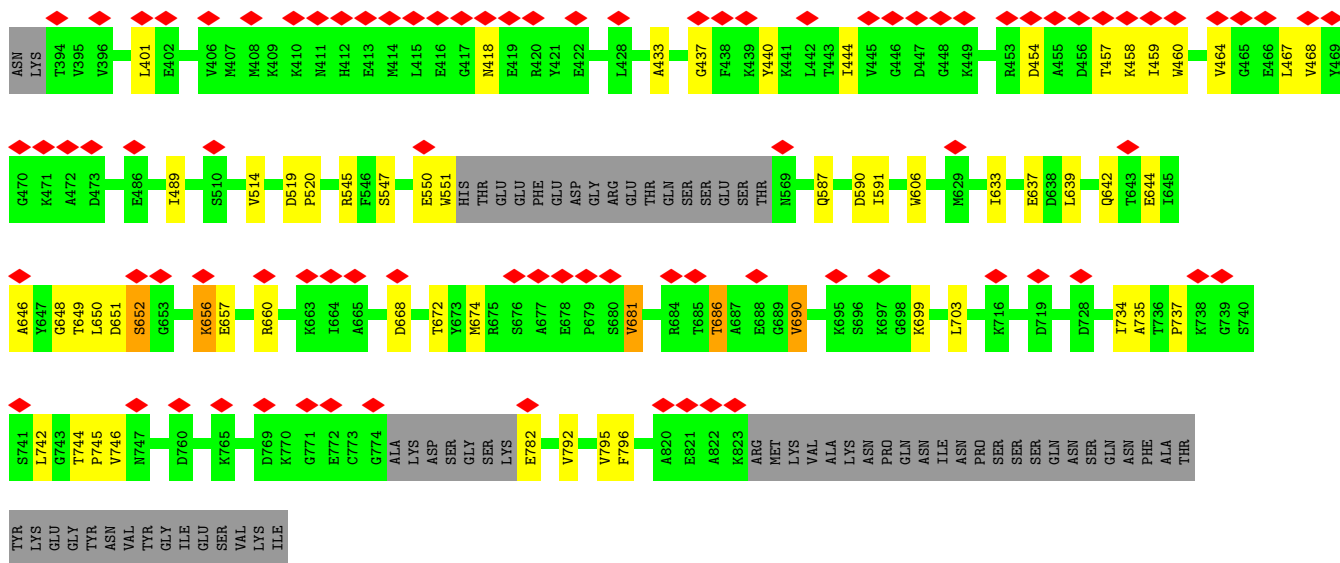 ASN LYS T394 V395 V396 L401 E402 V406 M407 M408 K409 K410 N411 H412 E413 M414 L415 E416 G417 N418 E419 R420 Y421 E422 L428 A433 G437 F438 K439 Y440 K441 L442 T443 I444 V445 G446 D447 G448 K449 R453 D454 A455 D456 T457 K458 I459 W460 V464 G465 E466 L467 V468 Y469
G470 K471 A472 D473 E486 I489 S510 V514 D519 P520 R545 F546 S547 E550 W551 HIS THR GLU GLU PHE GLU ASP GLY ARG GLU THR GLN SER SER GLU SER THR N569 Q587 D590 I591 W606 M629 I633 E637 D638 L639 Q642 T643 E644 I645
A646 Y647 G648 T649 L650 D651 S652 G653 K656 E657 R660 K663 I664 A665 D668 T672 Y673 M674 R675 S676 A677 E678 P679 S680 V681 R684 T685 T686 A687 E688 G689 V690 K695 S696 K697 G698 K699 L703 K716 D719 D728 I734 A735 T736 P737 K738 G739 S740
S741 L742 G743 T744 P745 V746 N747 D760 K765 D769 K770 G771 E772 C773 G774 ALA LYS ASP SER GLY SER LYS E782 V792 V795 F796 A820 E821 A822 K823 ARG MET LYS VAL ALA LYS ASN PRO GLN ASN ILE ASN PRO SER SER SER GLN ASN SER GLN ASN PHE ALA THR
TYR LYS GLU GLY TYR ASN VAL TYR GLY ILE GLU SER VAL LYS ILE